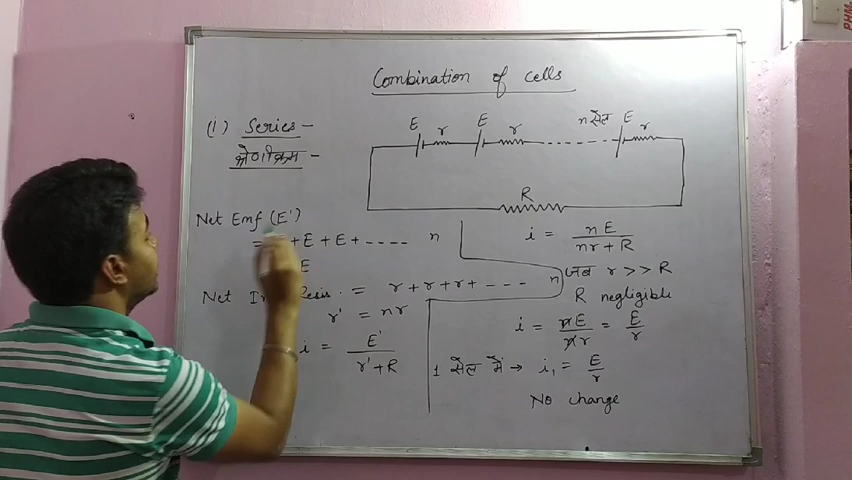 Combination of cells
(i) Series -
श्रेणीक्रम -
E r E r n सेल E r
R
Net Emf (E')
= + E + E + ---- n
E
Net In Resis. = r + r + r + --- n
r' = nr
i = E' / r' + R
i = nE / nr + R
जब r >> R
R negligible
i = nE / nr = E / r
1 सेल में → i₁ = E / r
No change